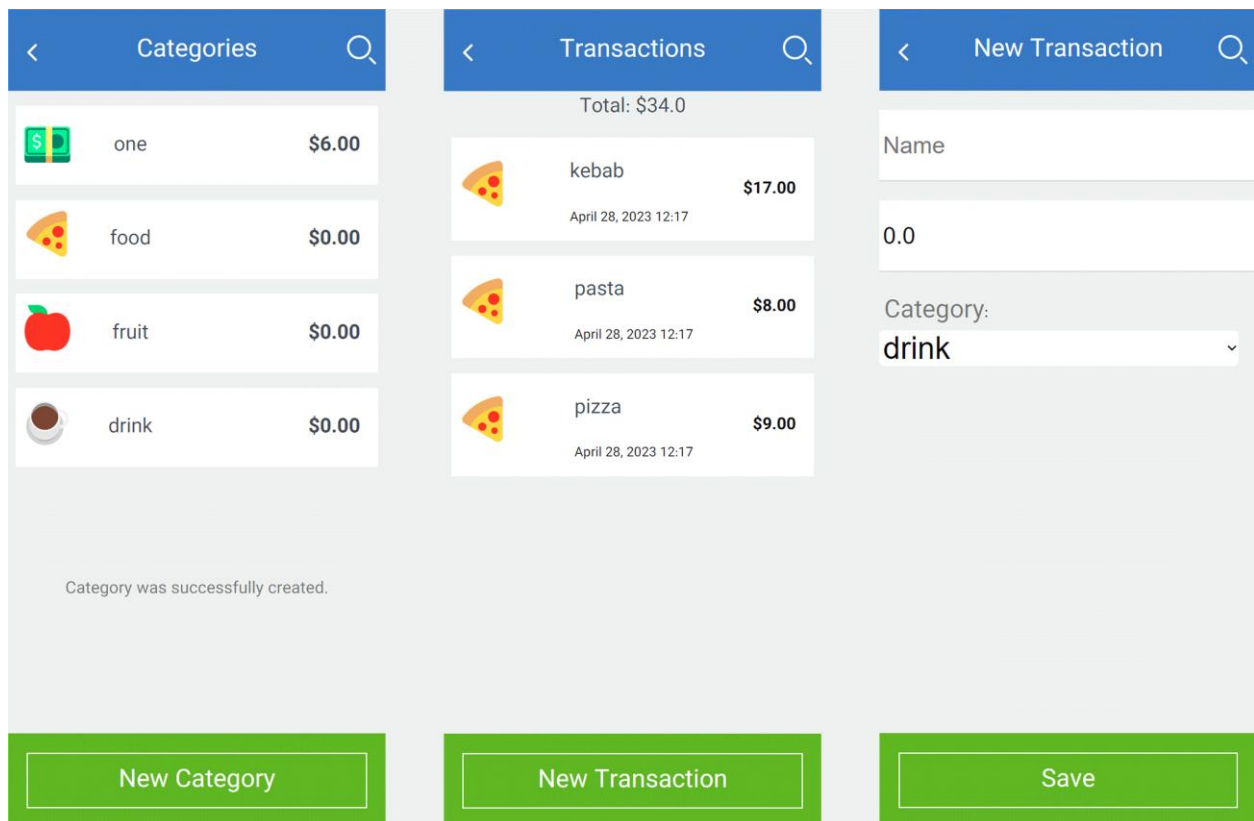 Categories
one $6.00
food $0.00
fruit $0.00
drink $0.00
Category was successfully created.
New Category
Transactions
Total: $34.0
kebab
$17.00
April 28, 2023 12:17
pasta
$8.00
April 28, 2023 12:17
pizza
$9.00
April 28, 2023 12:17
New Transaction
New Transaction
Name
0.0
Category:
drink
Save